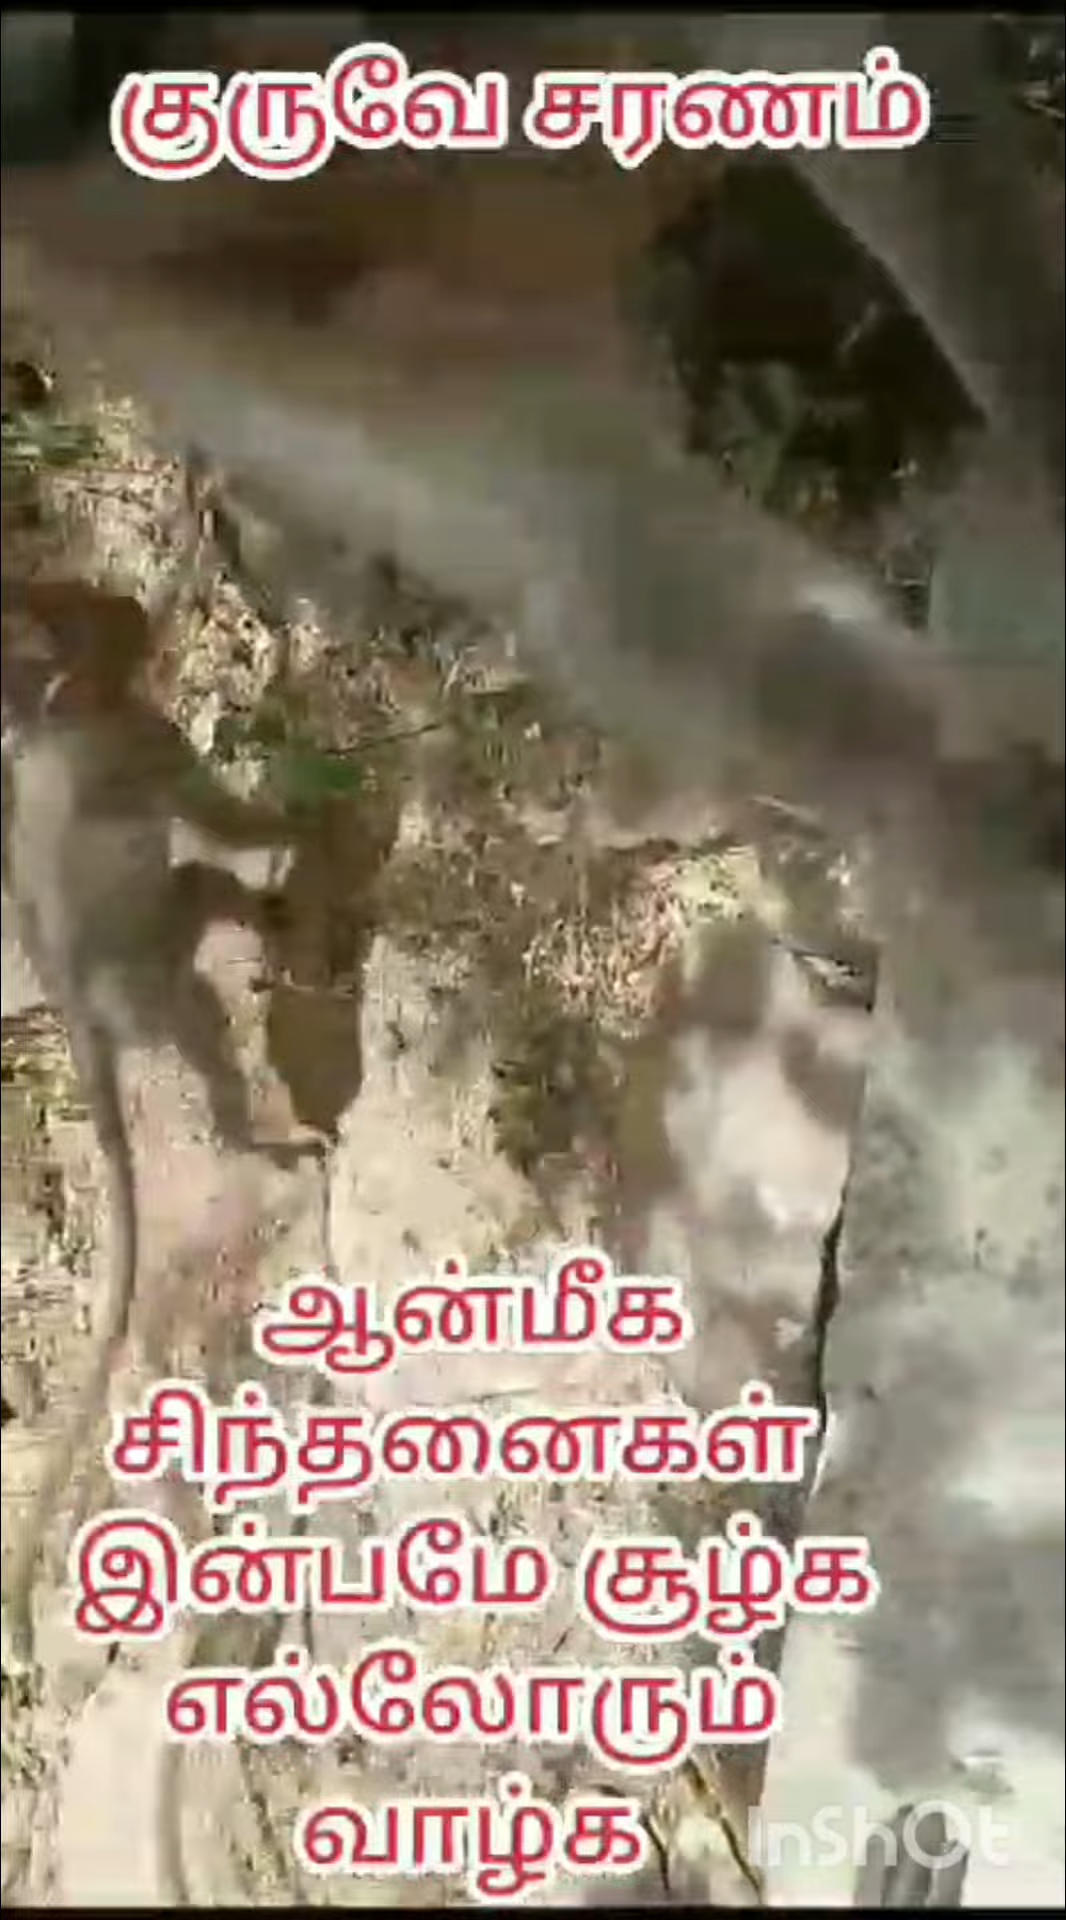 குருவே சரணம்
ஆன்மீக
சிந்தனைகள்
இன்பமே சூழ்க
எல்லோரும்
வாழ்க
InShOt